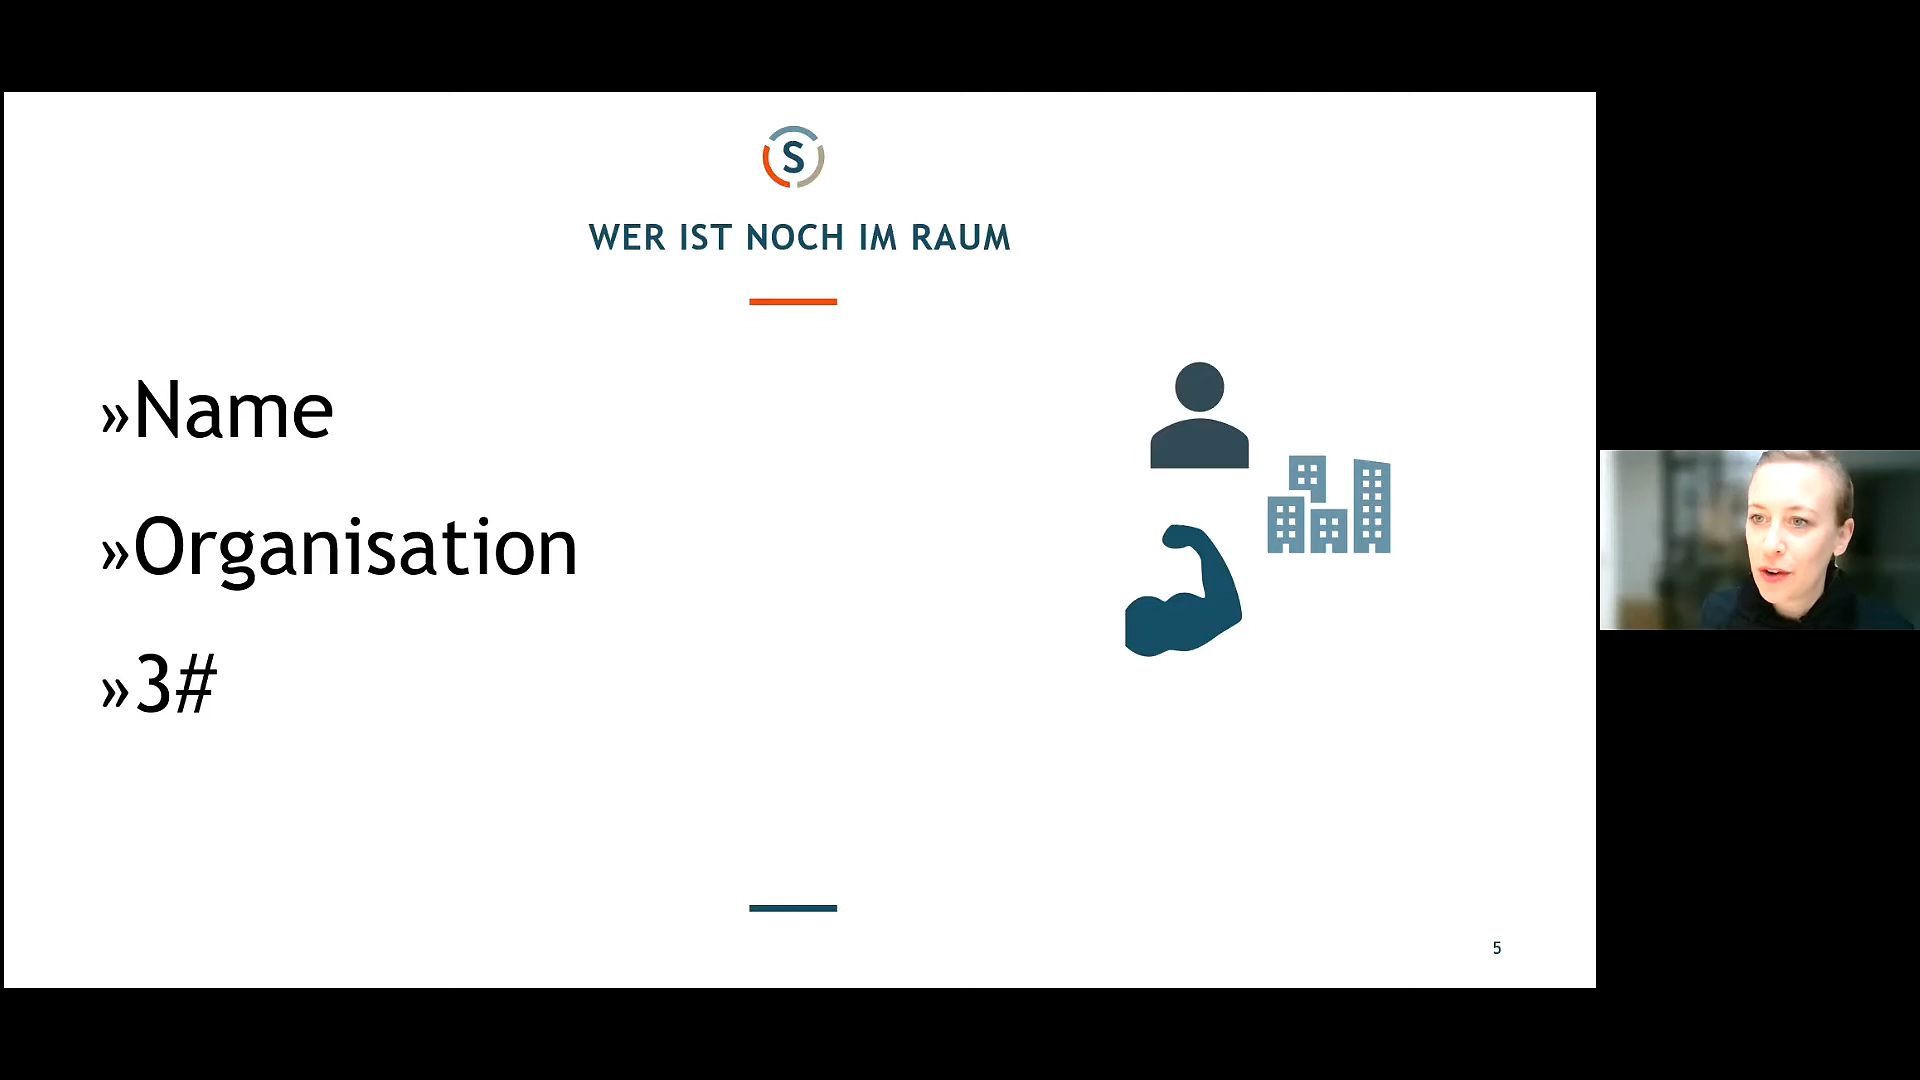 S
WER IST NOCH IM RAUM
»Name
»Organisation
»3#
5